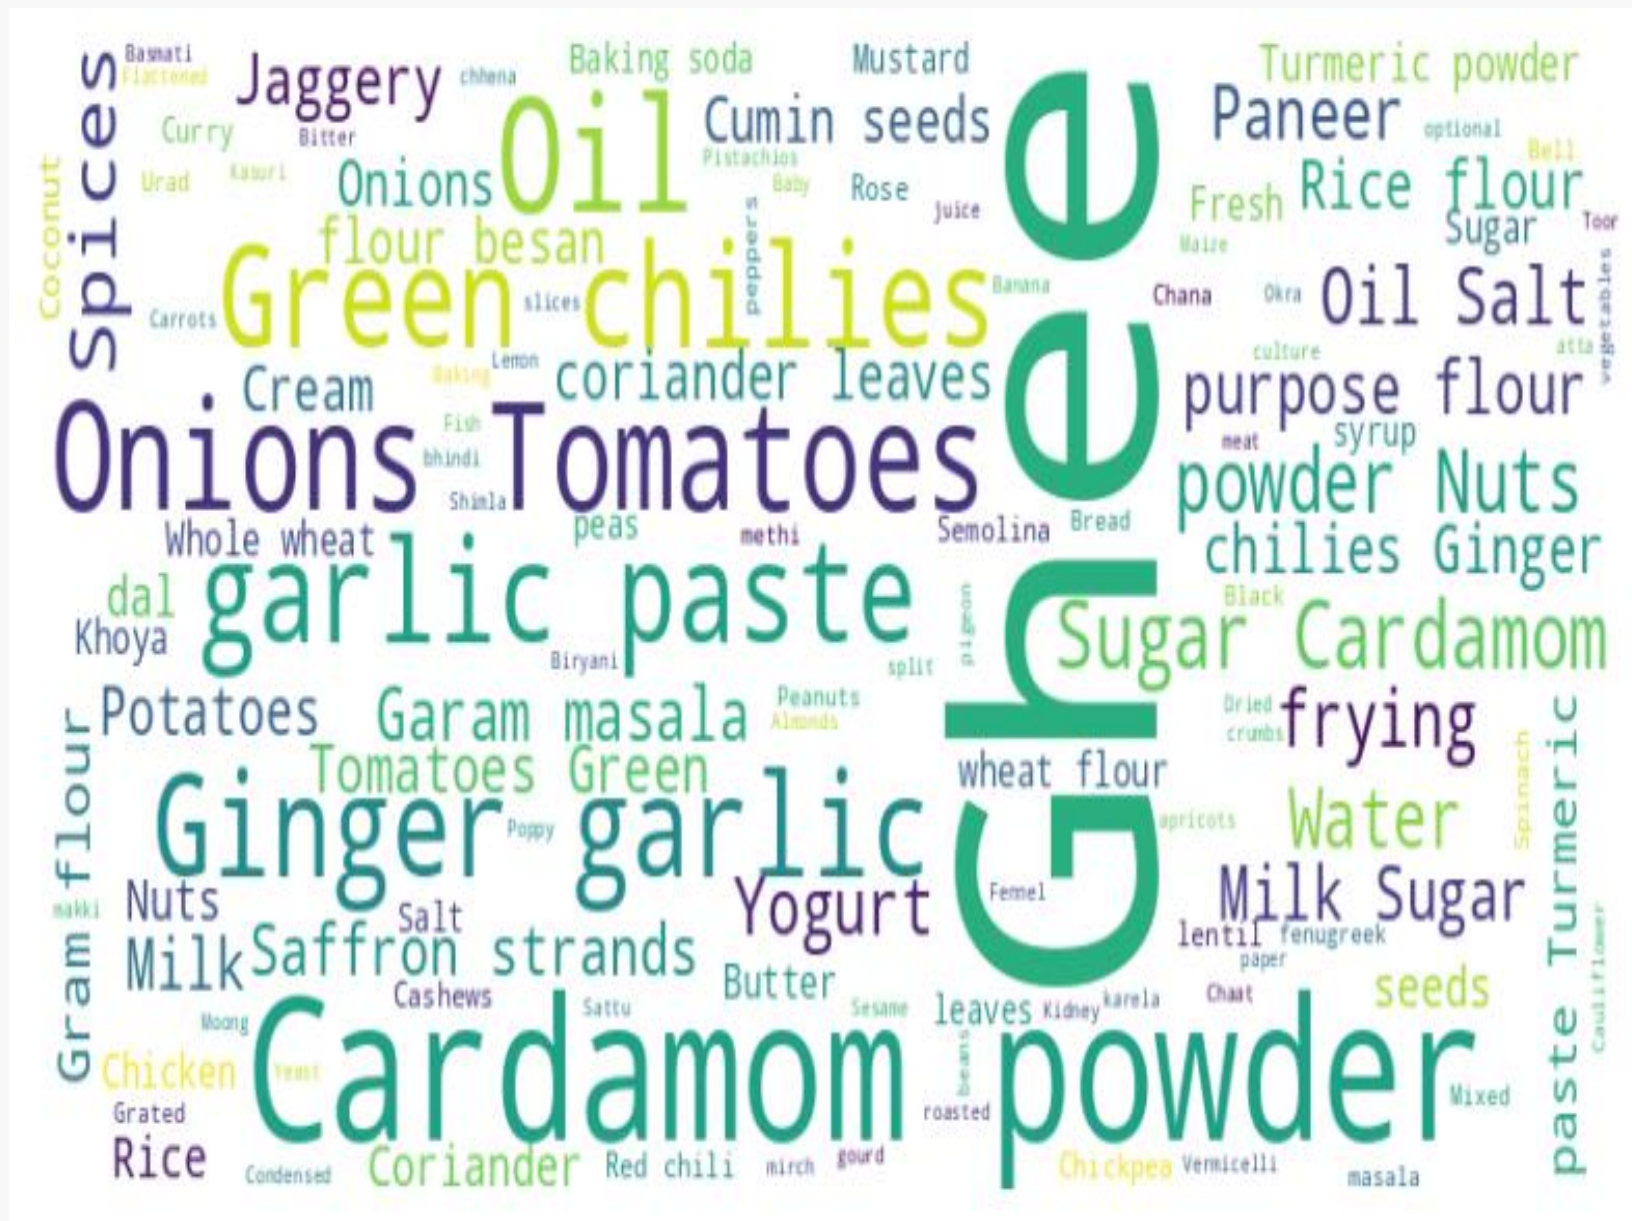 Spices
Basmati
Flattened
Jaggery
chhena
Baking soda
Mustard
Turmeric powder
Coconut
Curry
Bitter
Oil
Cumin seeds
Paneer
optional
Urad
Kasuri
Onions
Pistachios
Baby
Rose
juice
Bell
Fresh
Rice flour
Sugar
Toor
flour besan
peppers
Maize
Green chilies
Carrots
slices
Banana
Chana
Okra
Oil Salt
vegetables
Cream
Baking
Lemon
coriander leaves
culture
atta
purpose flour
Onions Tomatoes
Fish
bhindi
Shimla
meat
syrup
powder Nuts
Whole wheat
peas
methi
Semolina
Bread
chilies Ginger
dal
Khoya
garlic paste
Biryani
split
pigeon
Ghee
Black
Sugar Cardamom
Potatoes
Garam masala
Peanuts
Almonds
Dried
crumbs
frying
Gram flour
Tomatoes Green
wheat flour
Spinach
paste Turmeric
Ginger garlic
Poppy
apricots
Water
makki
Nuts
Salt
Yogurt
Fennel
Milk Sugar
Milk
Saffron strands
lentil
fenugreek
paper
Cauliflower
Cashews
Sattu
Butter
Sesame
leaves
Kidney
karela
Chaat
seeds
Moong
Chicken
Yeast
Cardamom powder
beans
Mixed
Grated
roasted
Rice
Condensed
Coriander
Red chili
mirch
gourd
Chickpea
Vermicelli
masala